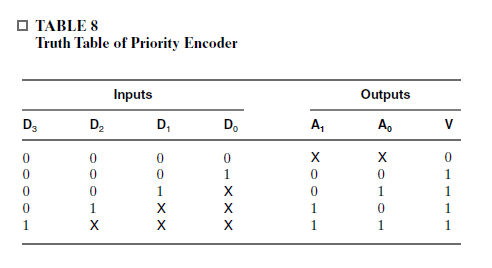 TABLE 8
Truth Table of Priority Encoder
Inputs Outputs
D₃ D₂ D₁ D₀ A₁ A₀ V
0 0 0 0 X X 0
0 0 0 1 0 0 1
0 0 1 X 0 1 1
0 1 X X 1 0 1
1 X X X 1 1 1